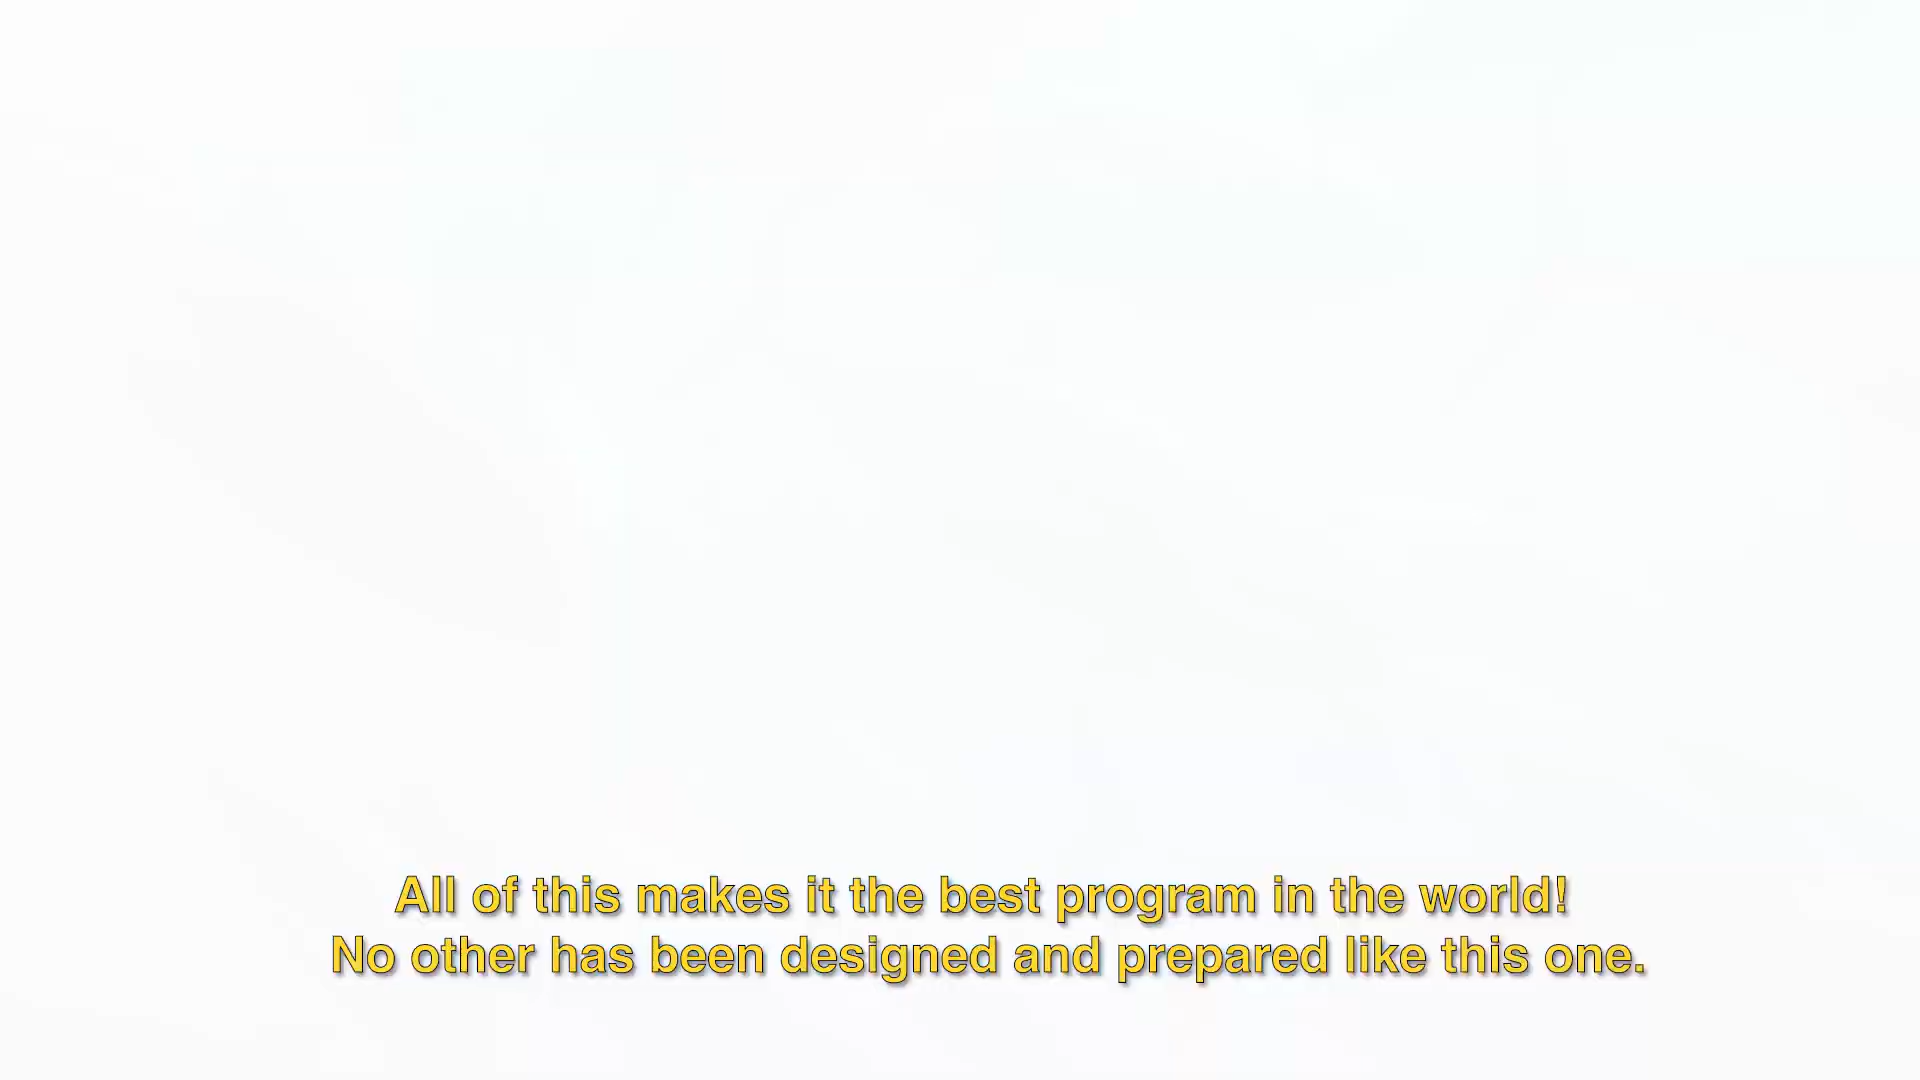 All of this makes it the best program in the world!
No other has been designed and prepared like this one.